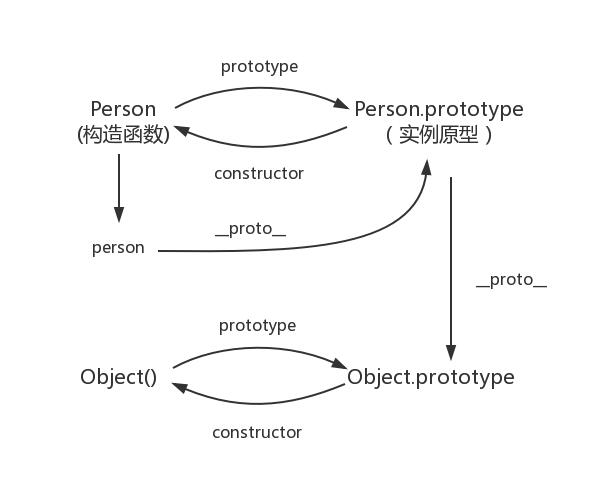 prototype
Person
(构造函数)
Person.prototype
( 实例原型 )
constructor
person
__proto__
__proto__
prototype
Object()
Object.prototype
constructor